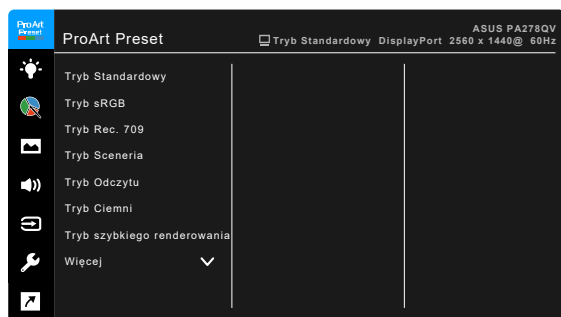 ProArt
Preset
ProArt Preset
ASUS PA278QV
Tryb Standardowy DisplayPort 2560 x 1440@ 60Hz
Tryb Standardowy
Tryb sRGB
Tryb Rec. 709
Tryb Sceneria
Tryb Odczytu
Tryb Ciemni
Tryb szybkiego renderowania
Więcej